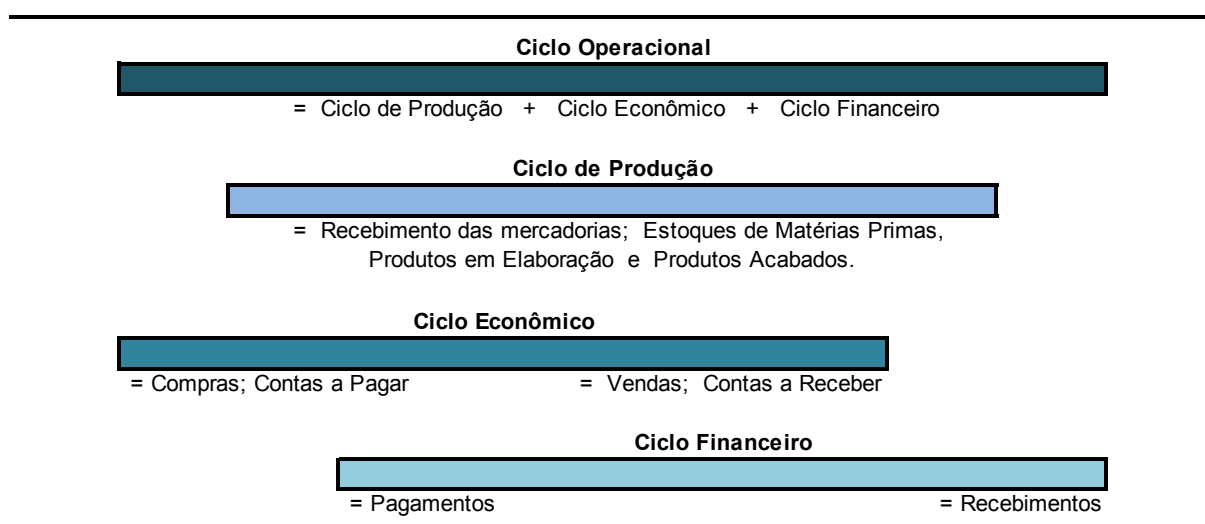 Ciclo Operacional
= Ciclo de Produção + Ciclo Econômico + Ciclo Financeiro
Ciclo de Produção
= Recebimento das mercadorias; Estoques de Matérias Primas,
Produtos em Elaboração e Produtos Acabados.
Ciclo Econômico
= Compras; Contas a Pagar = Vendas; Contas a Receber
Ciclo Financeiro
= Pagamentos = Recebimentos